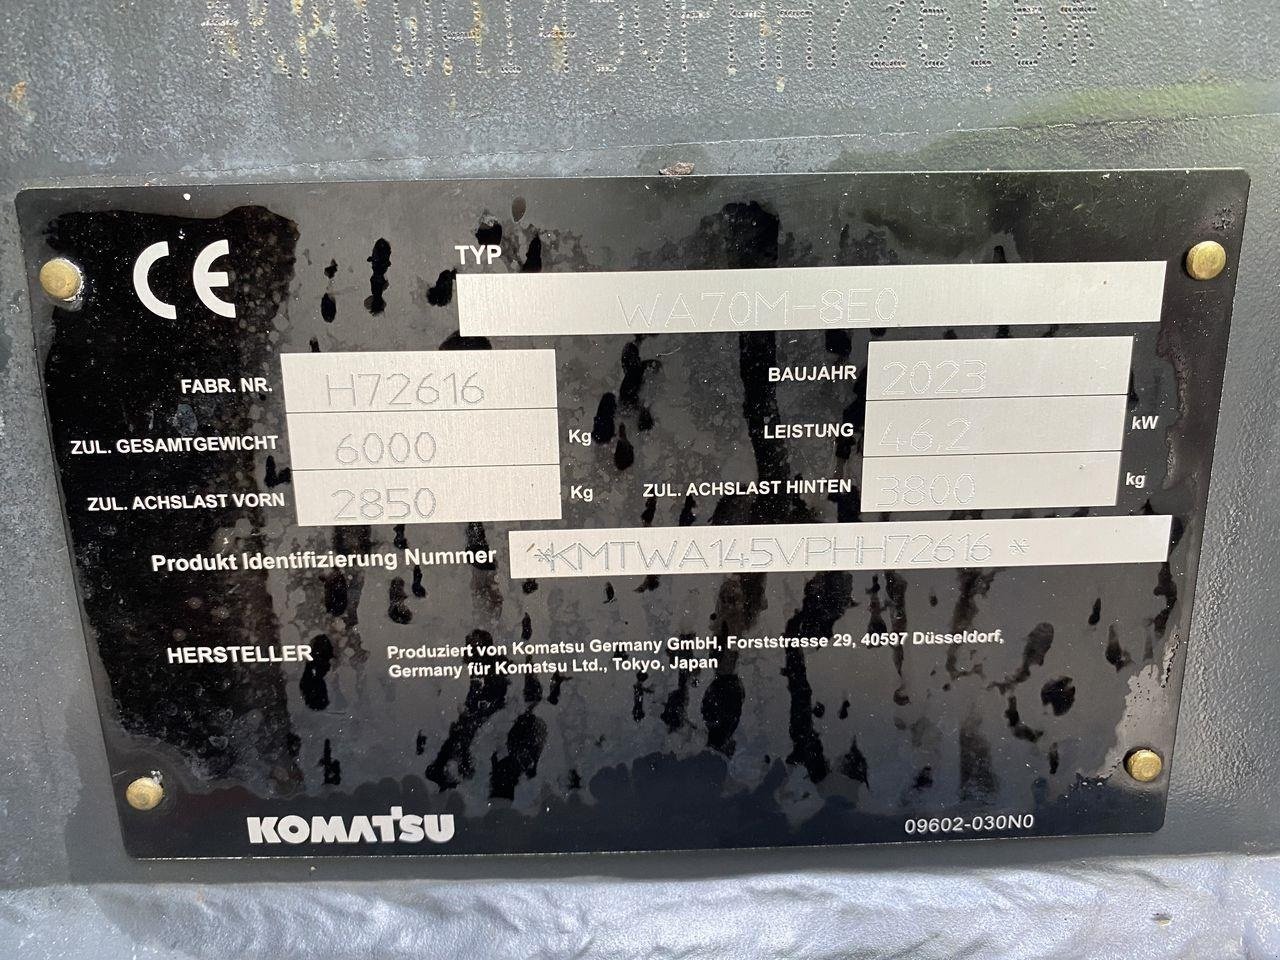 CE
TYP
WA70M-8E0
FABR. NR. H72616
BAUJAHR 2023
ZUL. GESAMTGEWICHT 6000 Kg
LEISTUNG 46,2 kW
ZUL. ACHSLAST VORN 2850 Kg
ZUL. ACHSLAST HINTEN 3800 kg
Produkt Identifizierung Nummer *KMTWA145VPHH72616*
HERSTELLER
Produziert von Komatsu Germany GmbH, Forststrasse 29, 40597 Düsseldorf,
Germany für Komatsu Ltd., Tokyo, Japan
KOMATSU
09602-030N0